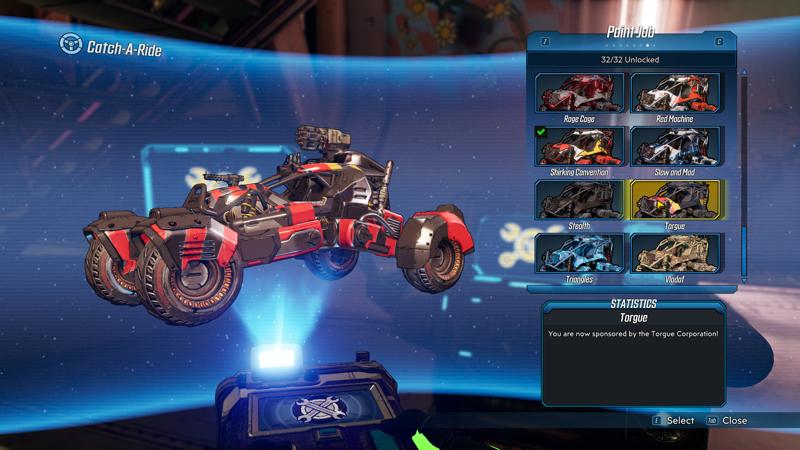 Catch-A-Ride
Paint Job
Z
C
32/32 Unlocked
Rage Cage
Red Machine
Shirking Convention
Slow and Mad
Stealth
Torgue
Triangles
Vladof
STATISTICS
Torgue
You are now sponsored by the Torgue Corporation!
E Select
Tab Close